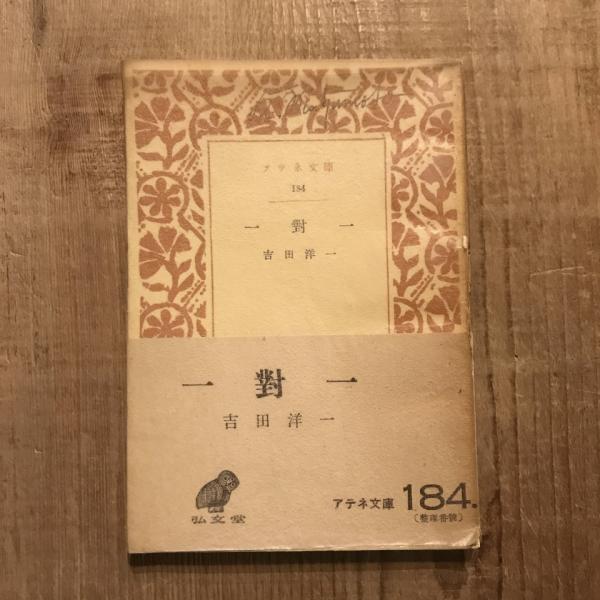 アテネ文庫
184
一對一
吉田洋一
一對一
吉田洋一
弘文堂
アテネ文庫 184.
〔整理番號〕